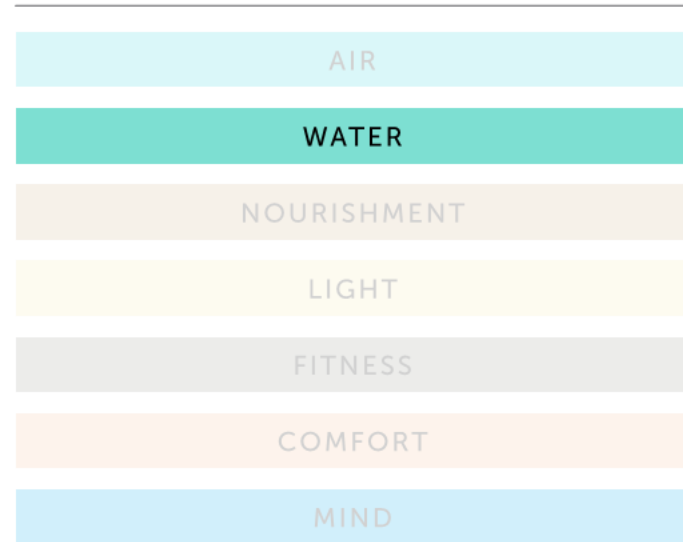 AIR
WATER
NOURISHMENT
LIGHT
FITNESS
COMFORT
MIND